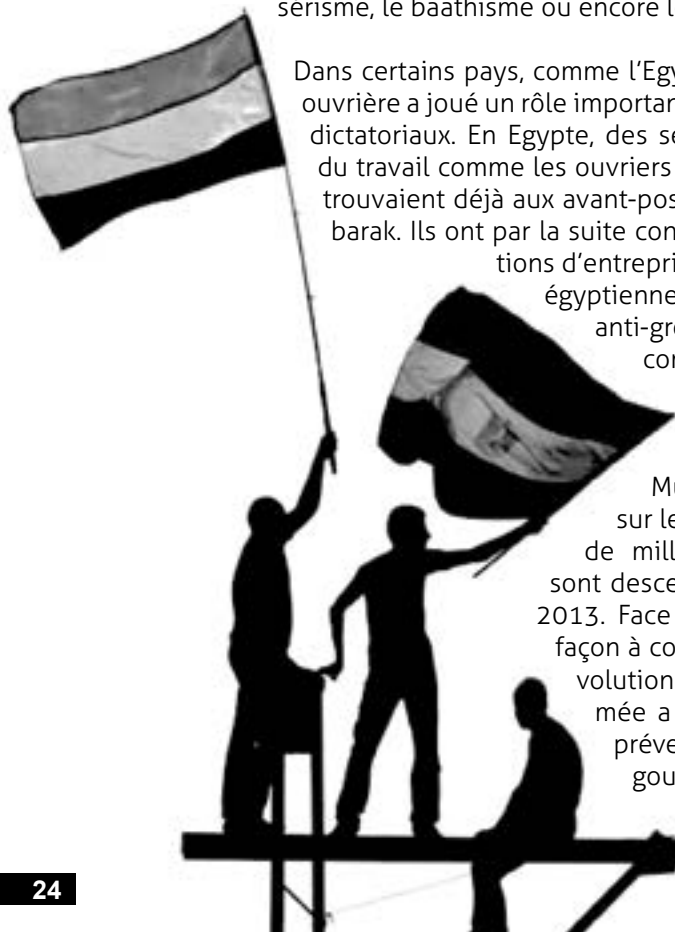 sérisme, le baathisme ou encore l
Dans certains pays, comme l'Egy
ouvrière a joué un rôle importan
dictatoriaux. En Egypte, des se
du travail comme les ouvriers
trouvaient déjà aux avant-pos
barak. Ils ont par la suite con
tions d'entrepri
égyptienne
anti-gr
con
Mu
sur le
de mill
sont desce
2013. Face
façon à co
volution
mée a
préve
gou
24